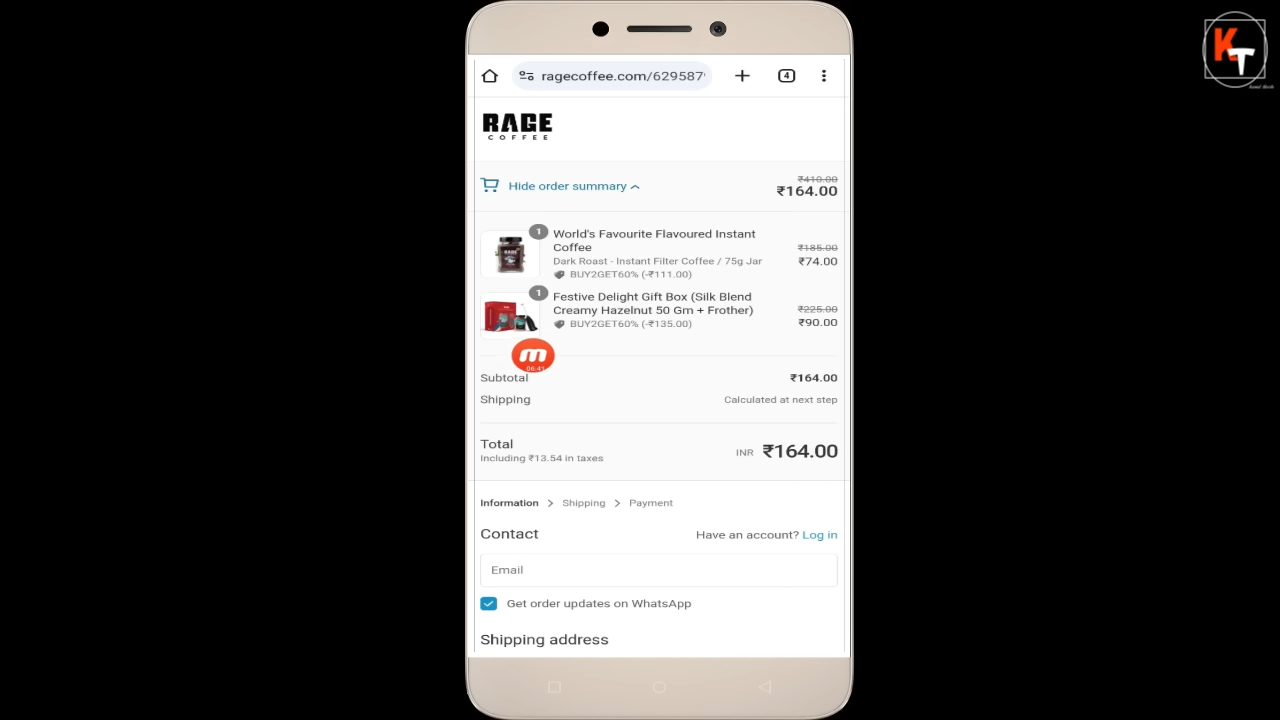 KT
4
ragecoffee.com/629587
RAGE
COFFEE
Hide order summary
₹410.00
₹164.00
1
World's Favourite Flavoured Instant
Coffee
Dark Roast - Instant Filter Coffee / 75g Jar
BUY2GET60% (-₹111.00)
₹185.00
₹74.00
1
Festive Delight Gift Box (Silk Blend
Creamy Hazelnut 50 Gm + Frother)
BUY2GET60% (-₹135.00)
₹225.00
₹90.00
m
06:41
Subtotal
₹164.00
Shipping
Calculated at next step
Total
Including ₹13.54 in taxes
INR ₹164.00
Information > Shipping > Payment
Contact
Have an account? Log in
Email
Get order updates on WhatsApp
Shipping address